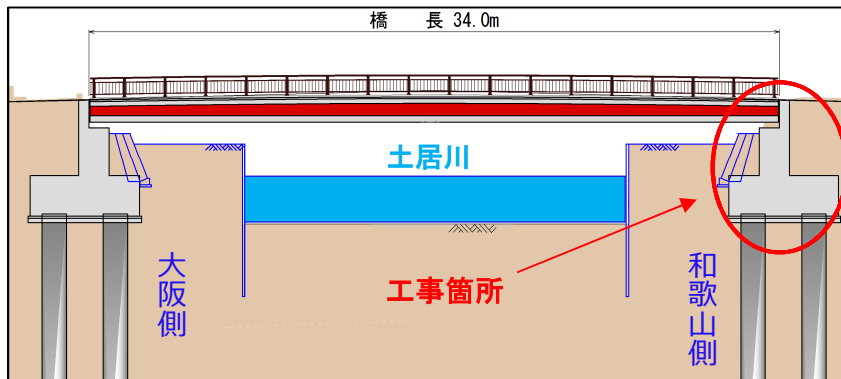 橋　長 34.0m
土居川
大阪側
工事箇所
和歌山側